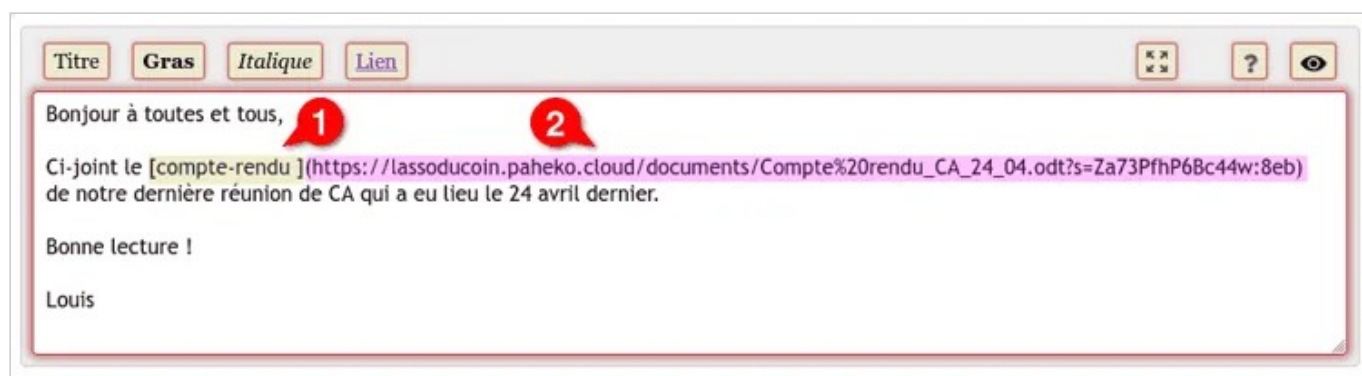 Titre Gras Italique Lien ?
Bonjour à toutes et tous,
1 2
Ci-joint le [compte-rendu ](https://lassoducoin.paheko.cloud/documents/Compte%20rendu_CA_24_04.odt?s=Za73PfhP6Bc44w:8eb)
de notre dernière réunion de CA qui a eu lieu le 24 avril dernier.
Bonne lecture !
Louis